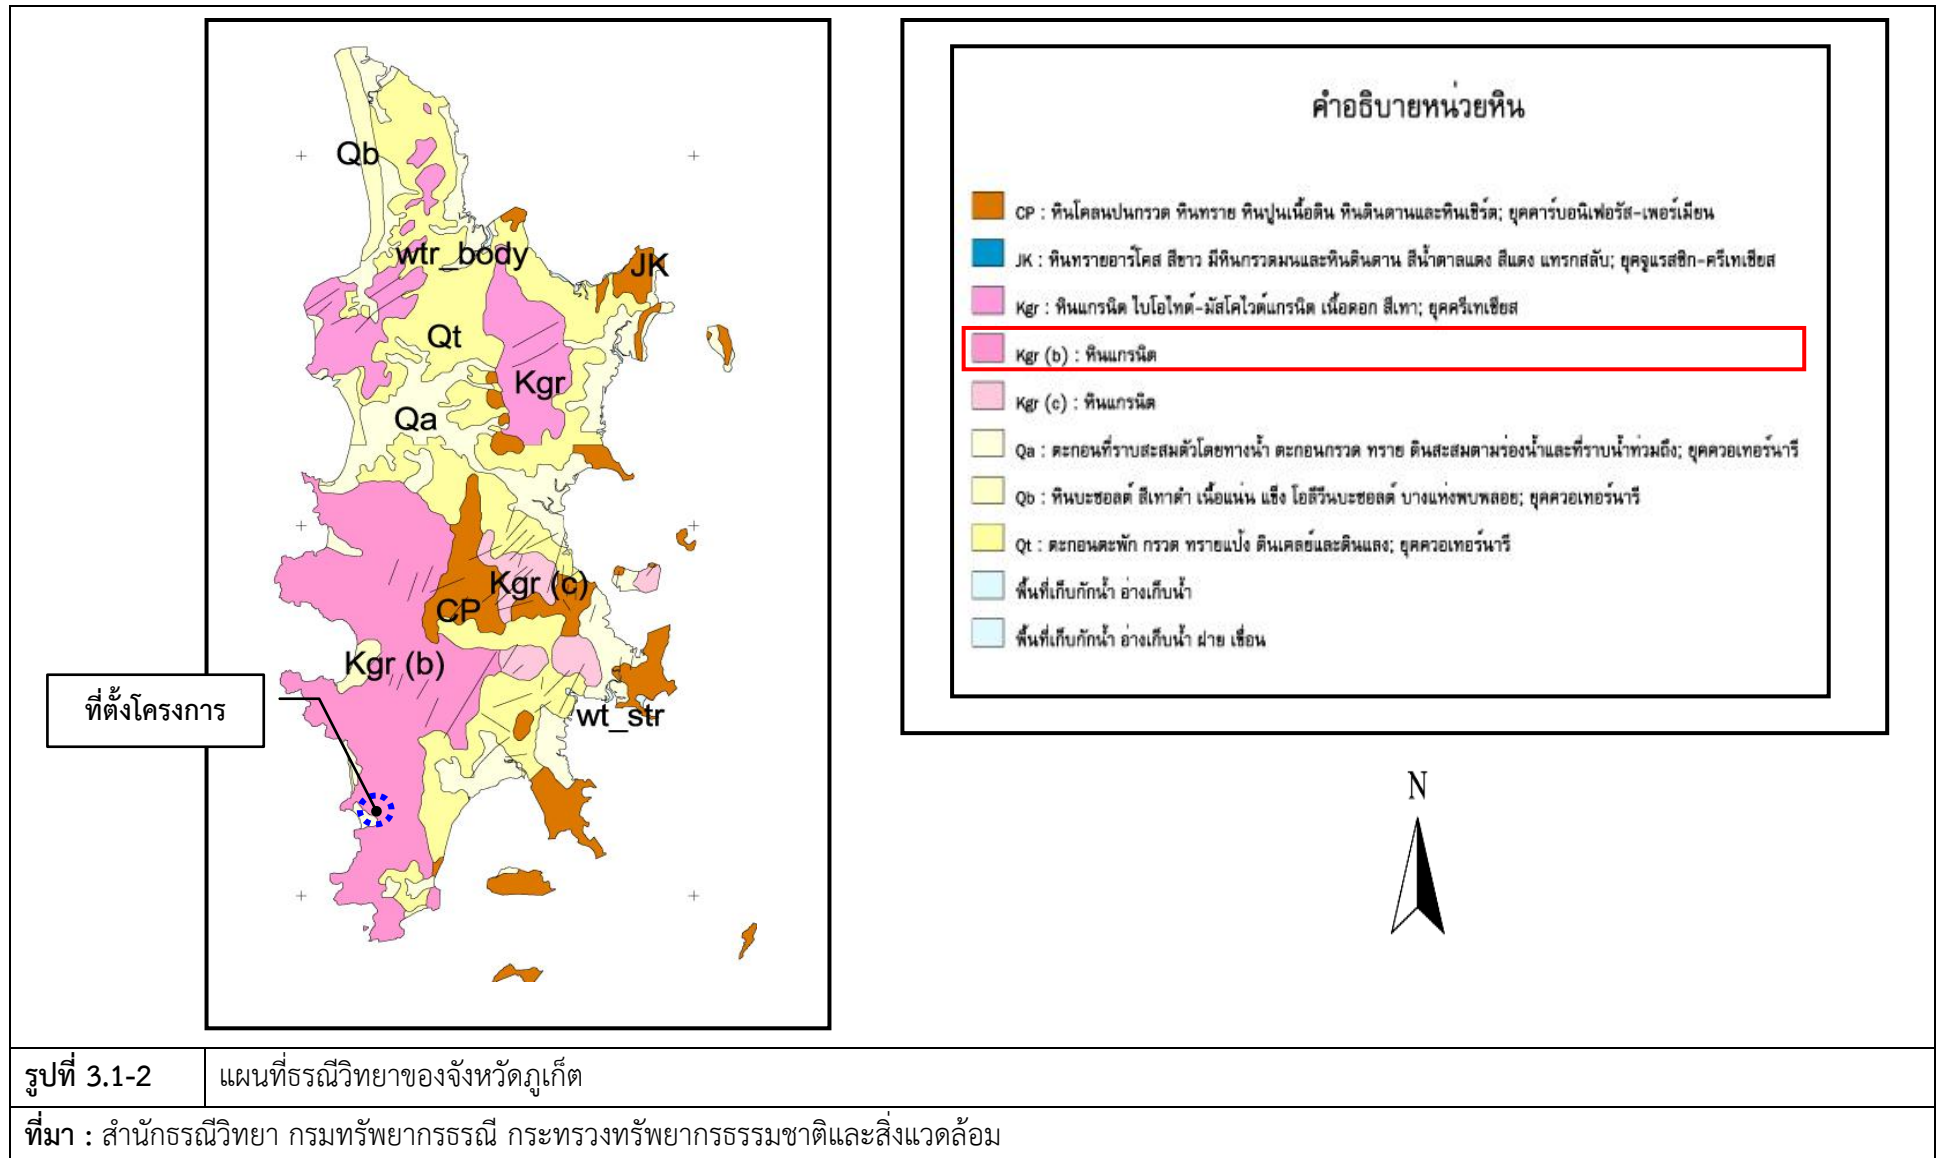 Qb
wtr_body
JK
Qt
Kgr
Qa
Kgr (c)
CP
Kgr (b)
wt_str
ที่ตั้งโครงการ
คำอธิบายหน่วยหิน
CP : หินโคลนปนกรวด หินทราย หินปูนเนื้อดิน หินดินดานและหินเชิร์ต; ยุคคาร์บอนิเฟอรัส-เพอร์เมียน
JK : หินทรายอาร์โคส สีขาว มีหินกรวดมนและหินดินดาน สีน้ำตาลแดง สีแดง แทรกสลับ; ยุคจูแรสซิก-ครีเทเชียส
Kgr : หินแกรนิต ไบโอไทต์-มัสโคไวต์แกรนิต เนื้อดอก สีเทา; ยุคครีเทเชียส
Kgr (b) : หินแกรนิต
Kgr (c) : หินแกรนิต
Qa : ตะกอนที่ราบสะสมตัวโดยทางน้ำ ตะกอนกรวด ทราย ดินสะสมตามร่องน้ำและที่ราบน้ำท่วมถึง; ยุคควอเทอร์นารี
Qb : หินบะซอลต์ สีเทาดำ เนื้อแน่น แข็ง โอลิวีนบะซอลต์ บางแห่งพบพลอย; ยุคควอเทอร์นารี
Qt : ตะกอนตะพัก กรวด ทรายแป้ง ดินเคลย์และดินแลง; ยุคควอเทอร์นารี
พื้นที่เก็บกักน้ำ อ่างเก็บน้ำ
พื้นที่เก็บกักน้ำ อ่างเก็บน้ำ ฝาย เขื่อน
N
รูปที่ 3.1-2 แผนที่ธรณีวิทยาของจังหวัดภูเก็ต
ที่มา : สำนักธรณีวิทยา กรมทรัพยากรธรณี กระทรวงทรัพยากรธรรมชาติและสิ่งแวดล้อม